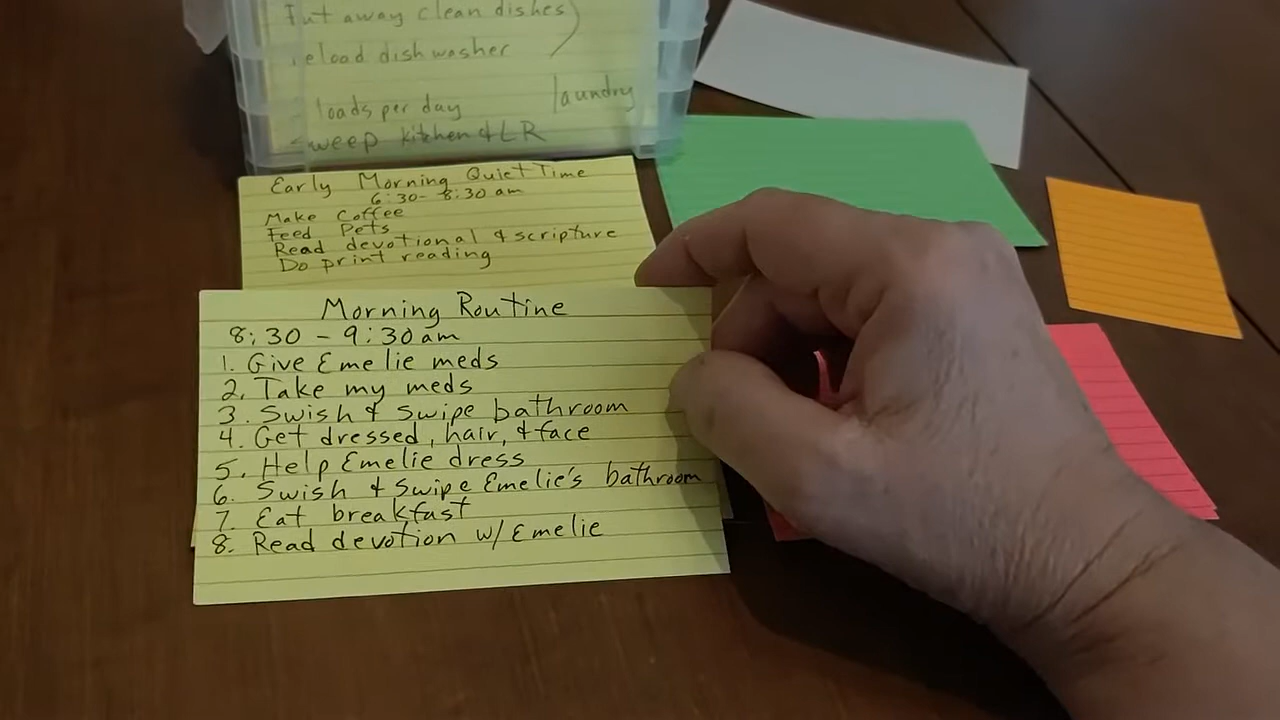 Put away clean dishes
reload dishwasher
loads per day laundry
sweep kitchen & LR
Early Morning Quiet Time
6:30- 8:30 am
Make Coffee
Feed Pets
Read devotional & scripture
Do print reading
Morning Routine
8:30 - 9:30 am
1. Give Emelie meds
2. Take my meds
3. Swish & Swipe bathroom
4. Get dressed, hair, & face
5. Help Emelie dress
6. Swish & Swipe Emelie's bathroom
7. Eat breakfast
8. Read devotion w/ Emelie